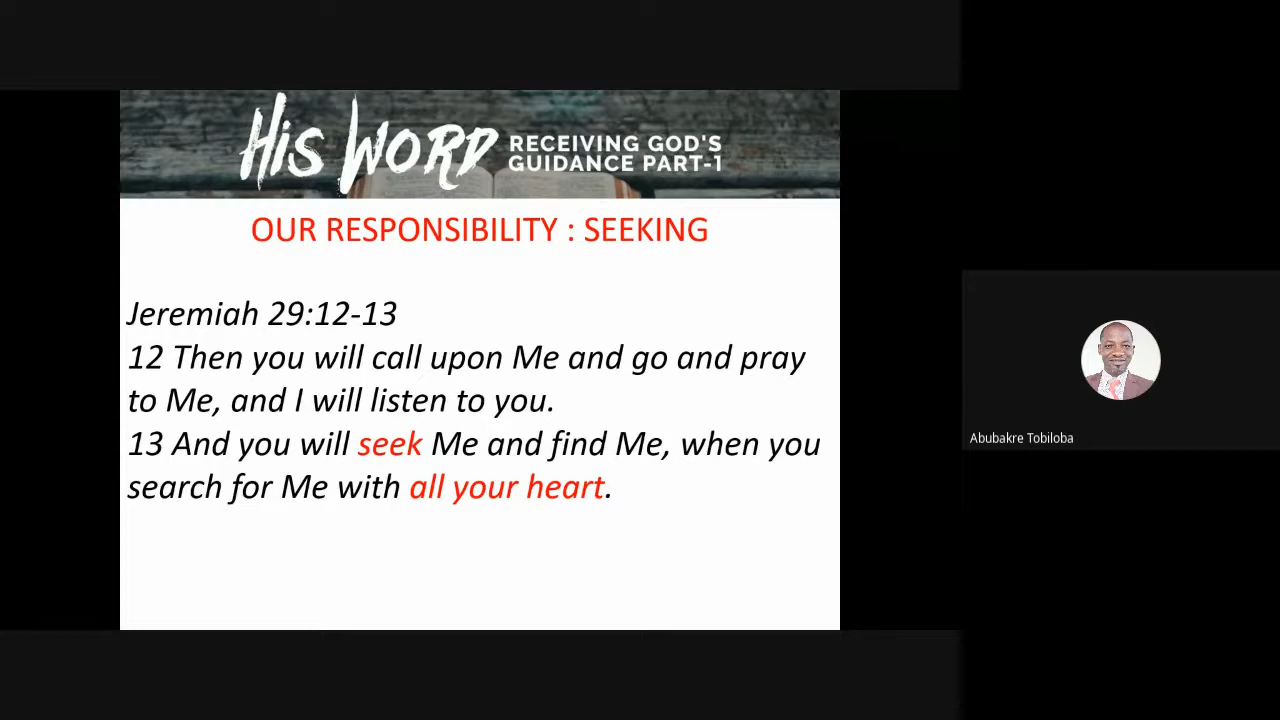 HiS WORD
RECEIVING GOD'S
GUIDANCE PART-1
OUR RESPONSIBILITY : SEEKING
Jeremiah 29:12-13
12 Then you will call upon Me and go and pray
to Me, and I will listen to you.
13 And you will seek Me and find Me, when you
search for Me with all your heart.
Abubakre Tobiloba